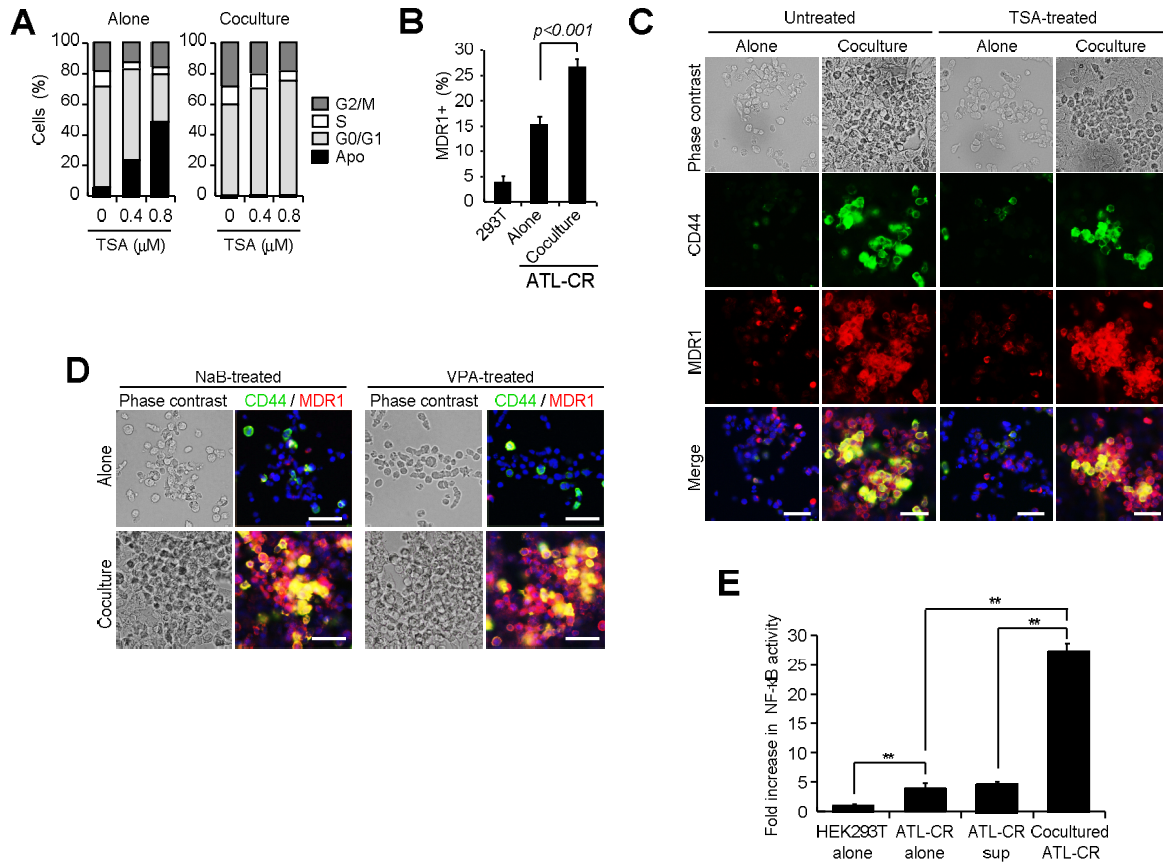 A
Alone
Coculture
Cells (%)
100
80
60
40
20
0
100
80
60
40
20
0
0 0.4 0.8
TSA (μM)
0 0.4 0.8
TSA (μM)
G2/M
S
G0/G1
Apo
B
p<0.001
MDR1+ (%)
30
25
20
15
10
5
0
293T
Alone
Coculture
ATL-CR
C
Untreated
TSA-treated
Alone
Coculture
Alone
Coculture
Phase contrast
CD44
MDR1
Merge
D
NaB-treated
VPA-treated
Phase contrast
CD44 / MDR1
Phase contrast
CD44 / MDR1
Alone
Coculture
E
Fold increase in NF-kB activity
30
25
20
15
10
5
0
**
**
**
HEK293T alone
ATL-CR alone
ATL-CR sup
Cocultured ATL-CR